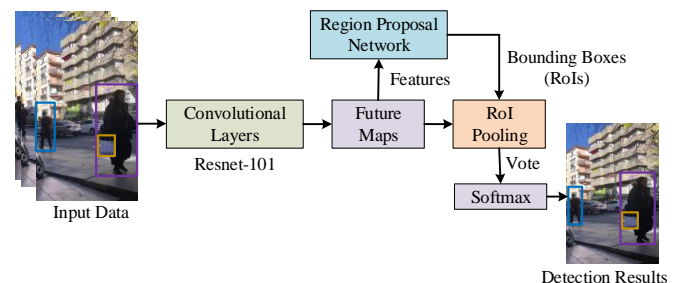 Region Proposal
Network
Bounding Boxes
(RoIs)
Features
Convolutional
Layers
Future
Maps
RoI
Pooling
Resnet-101
Vote
Softmax
Input Data
Detection Results